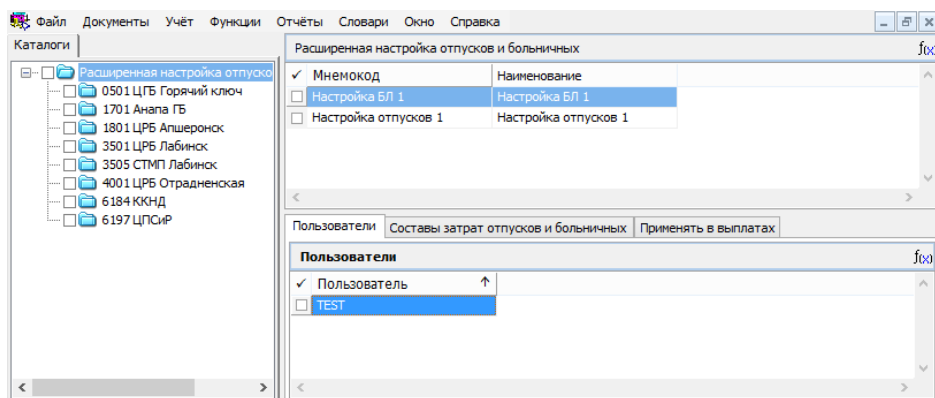 Файл Документы Учёт Функции Отчёты Словари Окно Справка
Каталоги
Расширенная настройка отпуско
0501 ЦГБ Горячий ключ
1701 Анапа ГБ
1801 ЦРБ Апшеронск
3501 ЦРБ Лабинск
3505 СТМП Лабинск
4001 ЦРБ Отрадненская
6184 ККНД
6197 ЦПСиР
Расширенная настройка отпусков и больничных f(x)
Мнемокод Наименование
Настройка БЛ 1 Настройка БЛ 1
Настройка отпусков 1 Настройка отпусков 1
Пользователи Составы затрат отпусков и больничных Применять в выплатах
Пользователи f(x)
Пользователь
TEST